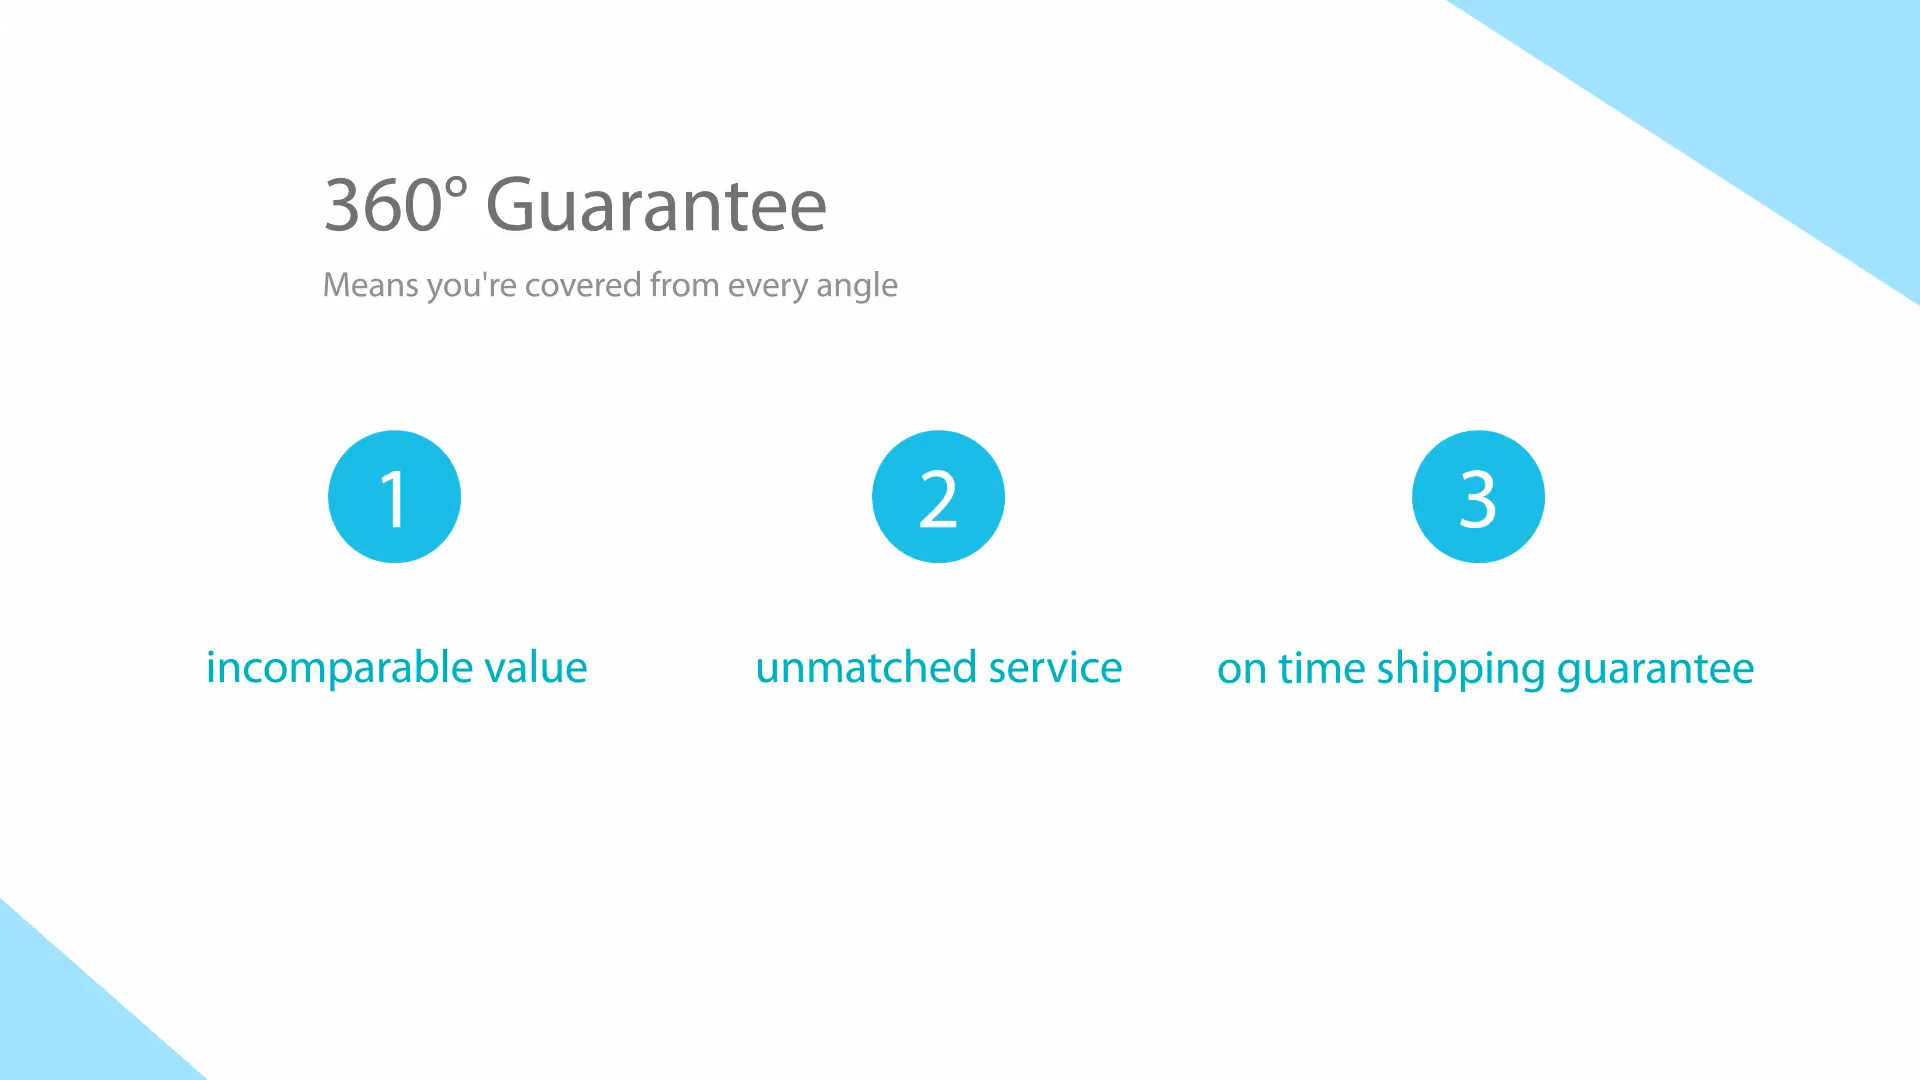 360° Guarantee
Means you're covered from every angle
1
2
3
incomparable value
unmatched service
on time shipping guarantee